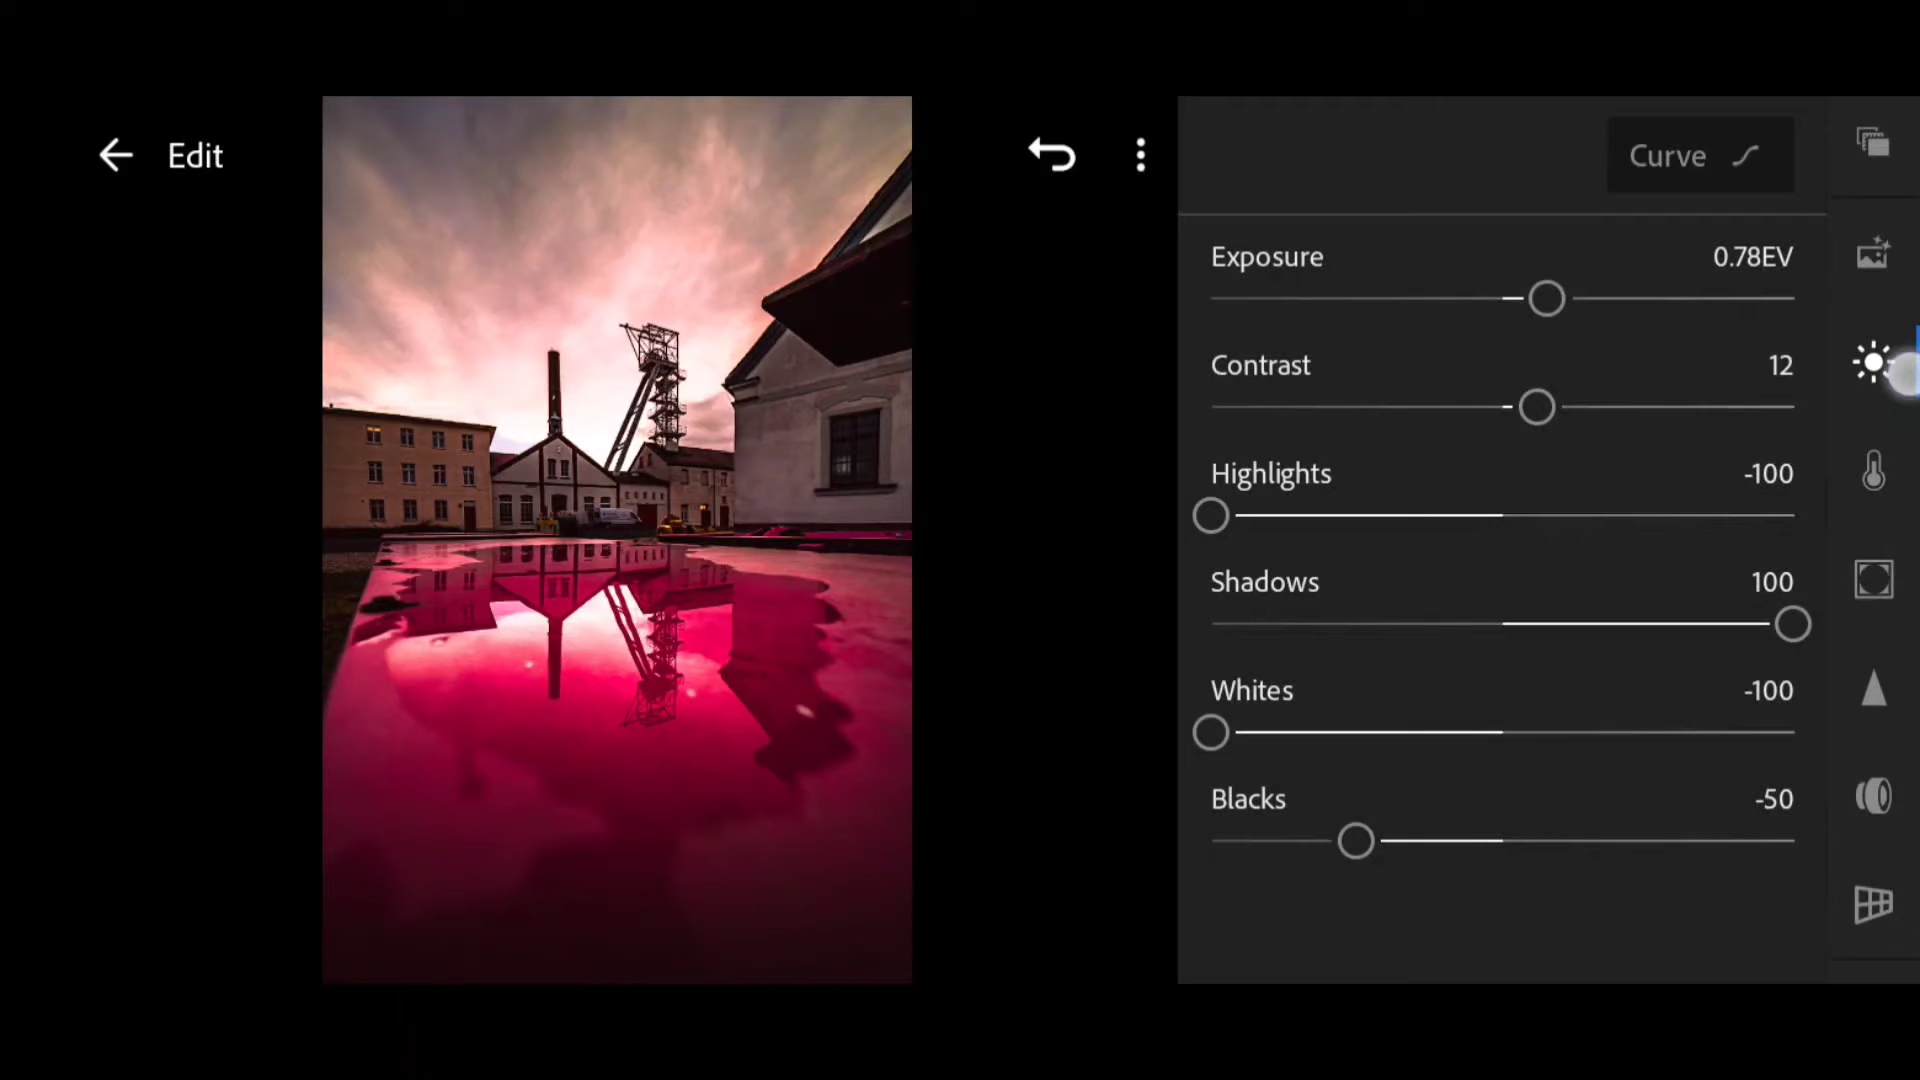 Edit
Curve
Exposure 0.78EV
Contrast 12
Highlights -100
Shadows 100
Whites -100
Blacks -50